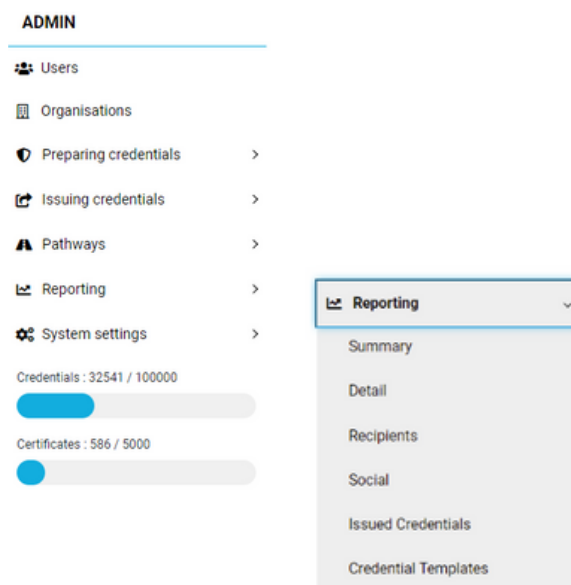 ADMIN
Users
Organisations
Preparing credentials
Issuing credentials
Pathways
Reporting
System settings
Credentials : 32541 / 100000
Certificates : 586 / 5000
Reporting
Summary
Detail
Recipients
Social
Issued Credentials
Credential Templates